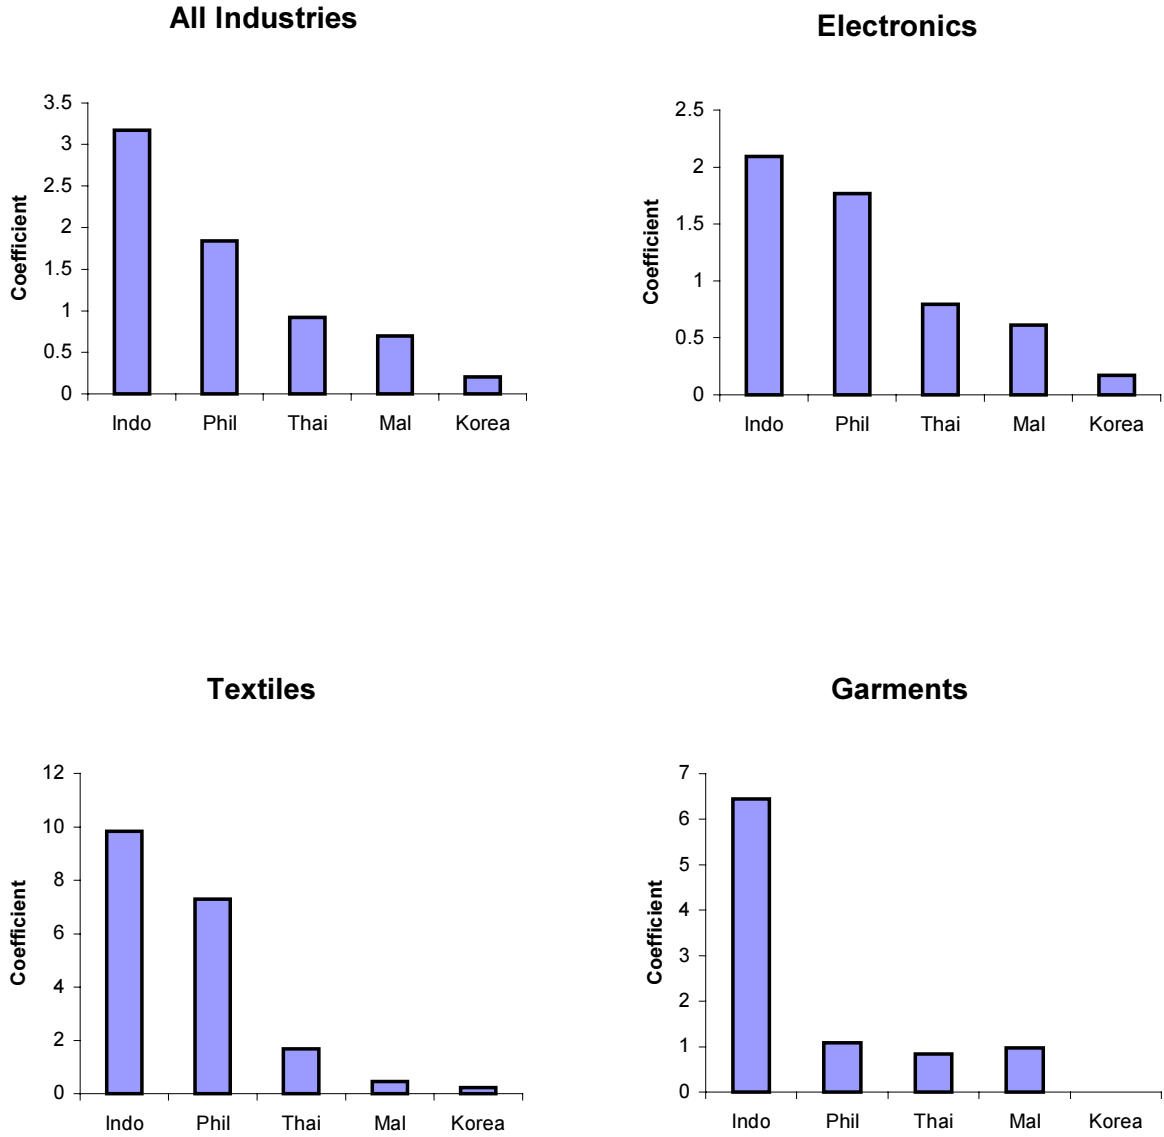 All Industries
Coefficient
3.5
3
2.5
2
1.5
1
0.5
0
Indo Phil Thai Mal Korea
Electronics
Coefficient
2.5
2
1.5
1
0.5
0
Indo Phil Thai Mal Korea
Textiles
Coefficient
12
10
8
6
4
2
0
Indo Phil Thai Mal Korea
Garments
Coefficient
7
6
5
4
3
2
1
0
Indo Phil Thai Mal Korea